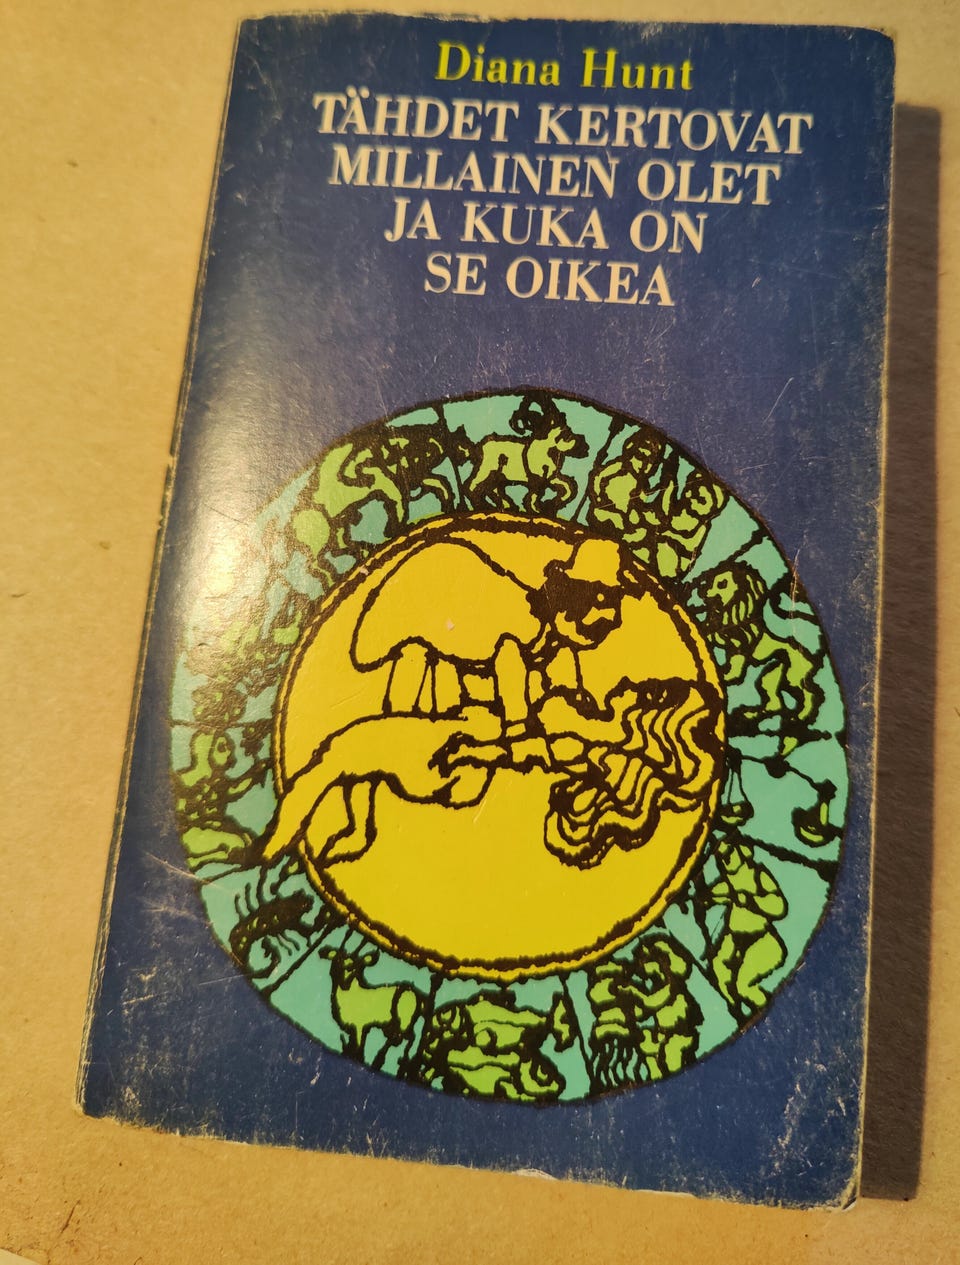 Diana Hunt
TÄHDET KERTOVAT
MILLAINEN OLET
JA KUKA ON
SE OIKEA